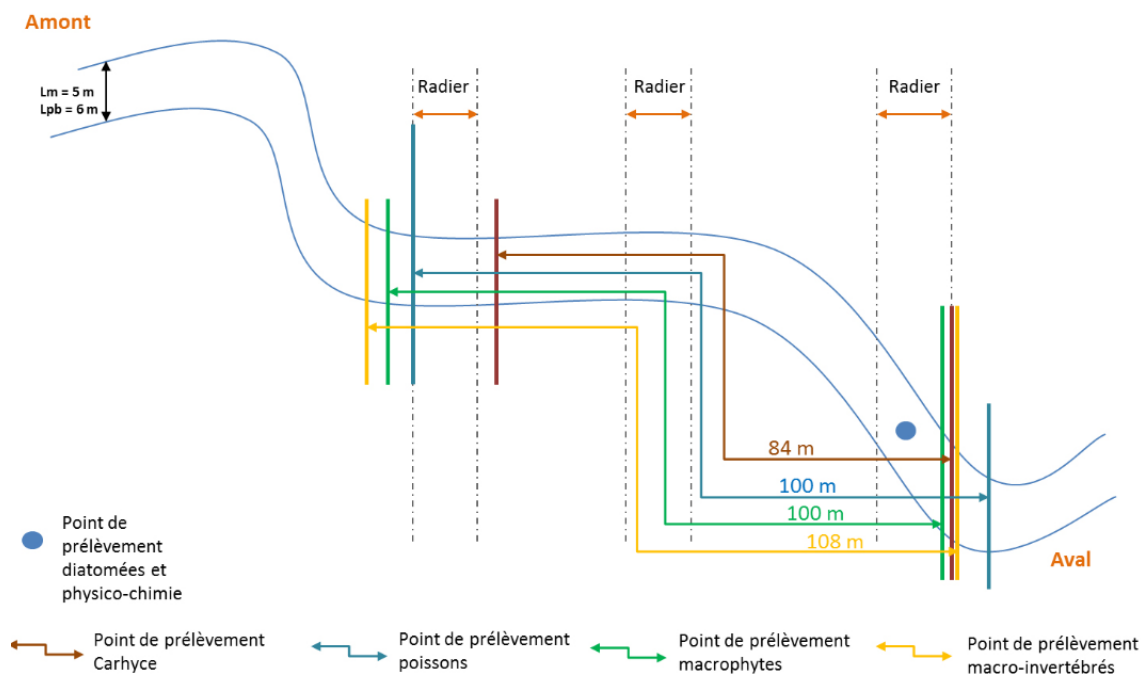 Amont
Lm = 5 m
Lpb = 6 m
Radier
Radier
Radier
84 m
100 m
100 m
108 m
Aval
Point de
prélèvement
diatomées et
physico-chimie
Point de prélèvement
Carhyce
Point de prélèvement
poissons
Point de prélèvement
macrophytes
Point de prélèvement
macro-invertébrés